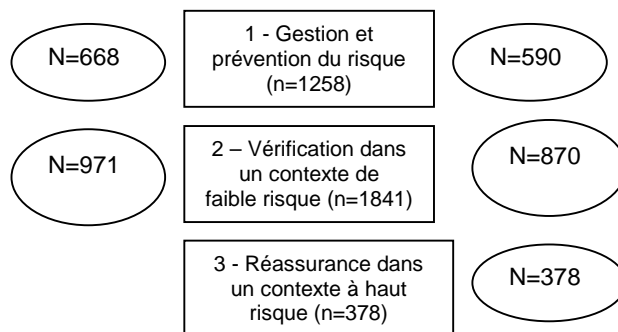 N=668
1 - Gestion et
prévention du risque
(n=1258)
N=590
N=971
2 – Vérification dans
un contexte de
faible risque (n=1841)
N=870
3 - Réassurance dans
un contexte à haut
risque (n=378)
N=378